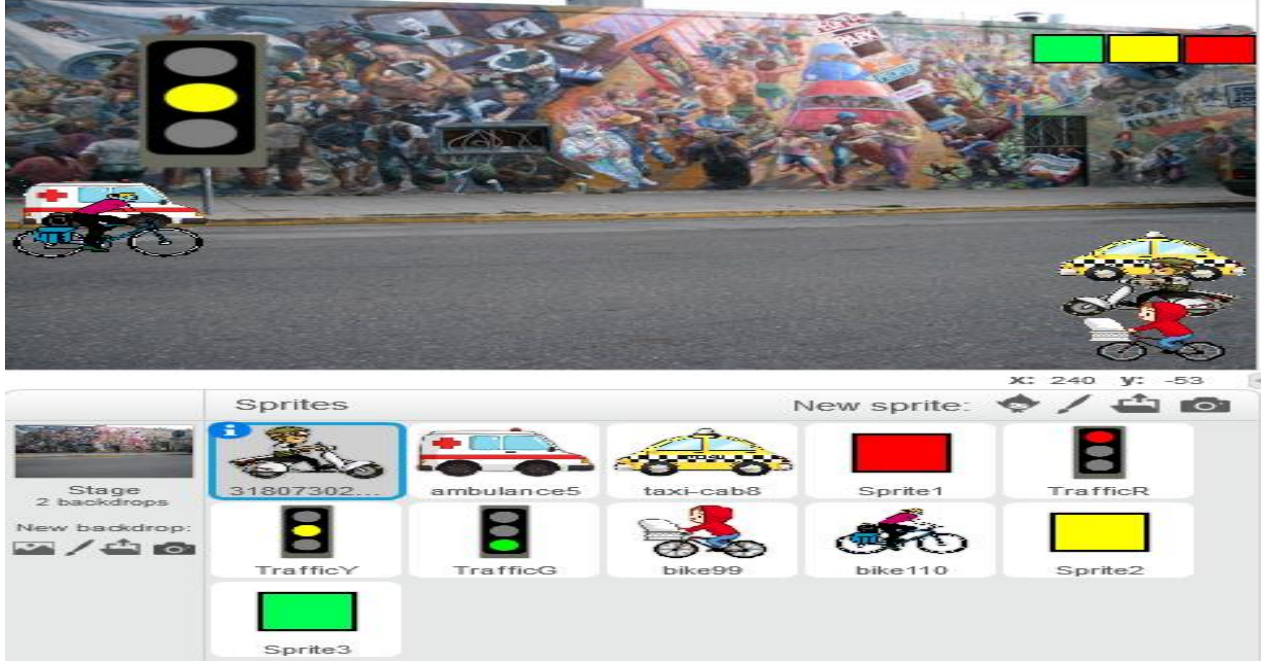 x: 240 y: -53
Sprites New sprite:
Stage
2 backdrops
New backdrop:
31807302... ambulance5 taxi-cab8 Sprite1 TrafficR
TrafficY TrafficG bike99 bike110 Sprite2
Sprite3